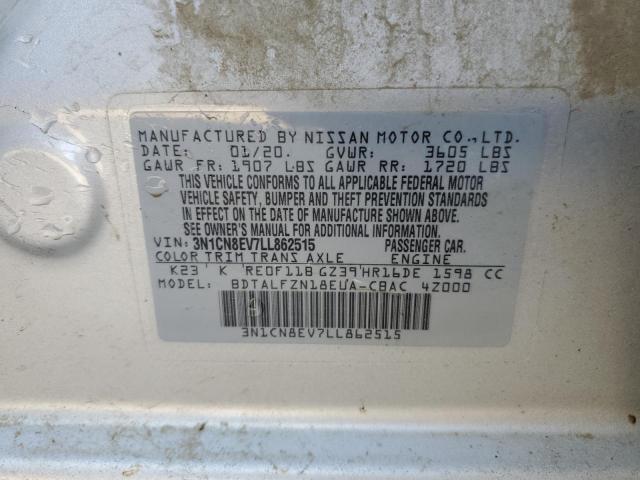 MANUFACTURED BY NISSAN MOTOR CO.,LTD.
DATE: 01/20. GVWR: 3605 LBS
GAWR FR: 1907 LBS GAWR RR: 1720 LBS
THIS VEHICLE CONFORMS TO ALL APPLICABLE FEDERAL MOTOR
VEHICLE SAFETY, BUMPER AND THEFT PREVENTION STANDARDS
IN EFFECT ON THE DATE OF MANUFACTURE SHOWN ABOVE.
SEE OWNER'S MANUAL FOR ADDITIONAL INFORMATION.
VIN: 3N1CN8EV7LL862515 PASSENGER CAR.
COLOR TRIM TRANS AXLE ENGINE
K23 K RE0F11B GZ39 HR16DE 1598 CC
MODEL: BDTALFZN18EUA-CBAC 4Z000
3N1CN8EV7LL862515